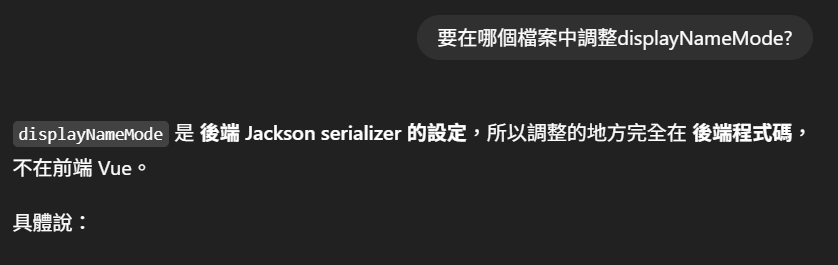 要在哪個檔案中調整displayNameMode?
displayNameMode 是 後端 Jackson serializer 的設定，所以調整的地方完全在 後端程式碼，
不在前端 Vue。
具體說：